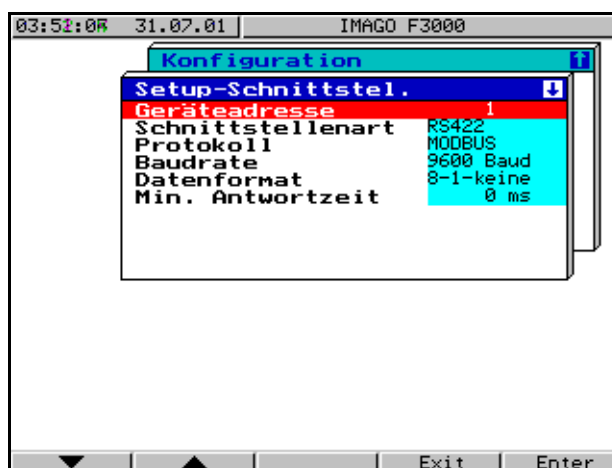 31.07.01 IMAGO F3000
Konfiguration
Setup-Schnittstel.
Geräteadresse 1
Schnittstellenart RS422
Protokoll MODBUS
Baudrate 9600 Baud
Datenformat 8-1-keine
Min. Antwortzeit 0 ms
Exit Enter